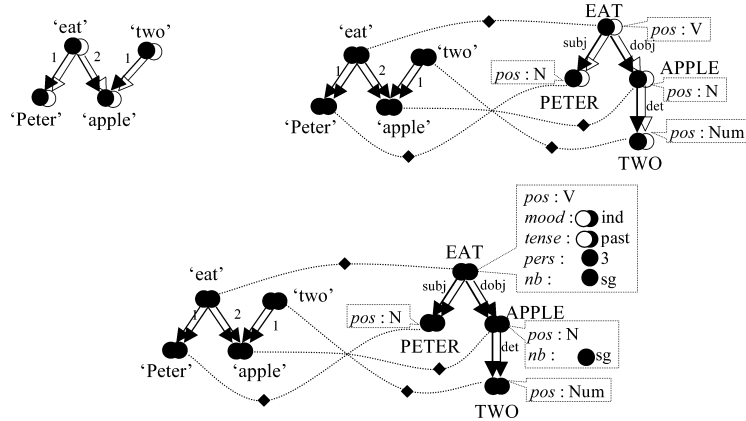 ‘eat’
‘two’
1
2
1
‘Peter’
‘apple’
‘eat’
‘two’
1
2
1
‘Peter’
‘apple’
EAT
pos : V
subj
dobj
pos : N
PETER
APPLE
pos : N
det
pos : Num
TWO
‘eat’
‘two’
1
2
1
‘Peter’
‘apple’
EAT
pos : V
mood : ind
tense : past
pers : 3
nb : sg
subj
dobj
pos : N
PETER
APPLE
pos : N
nb : sg
det
pos : Num
TWO